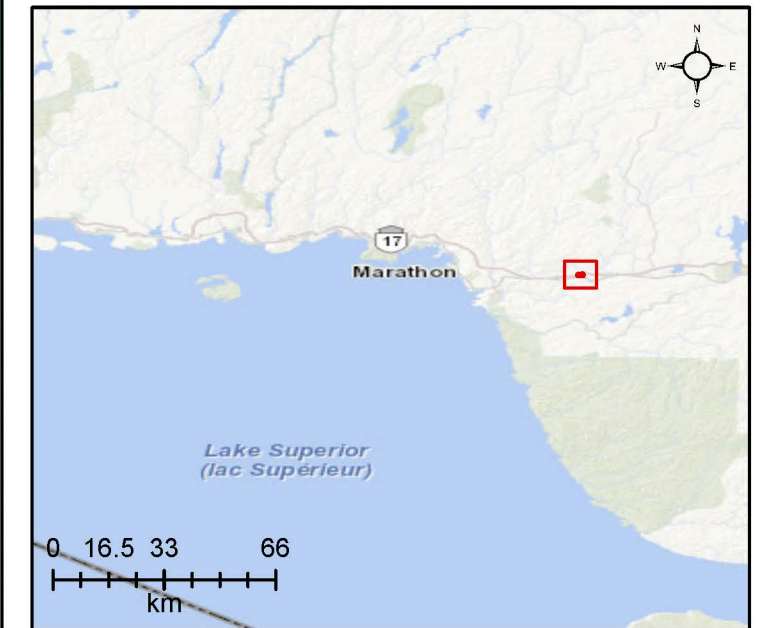 N
W E
S
17
Marathon
Lake Superior
(lac Supérieur)
0 16.5 33 66
km